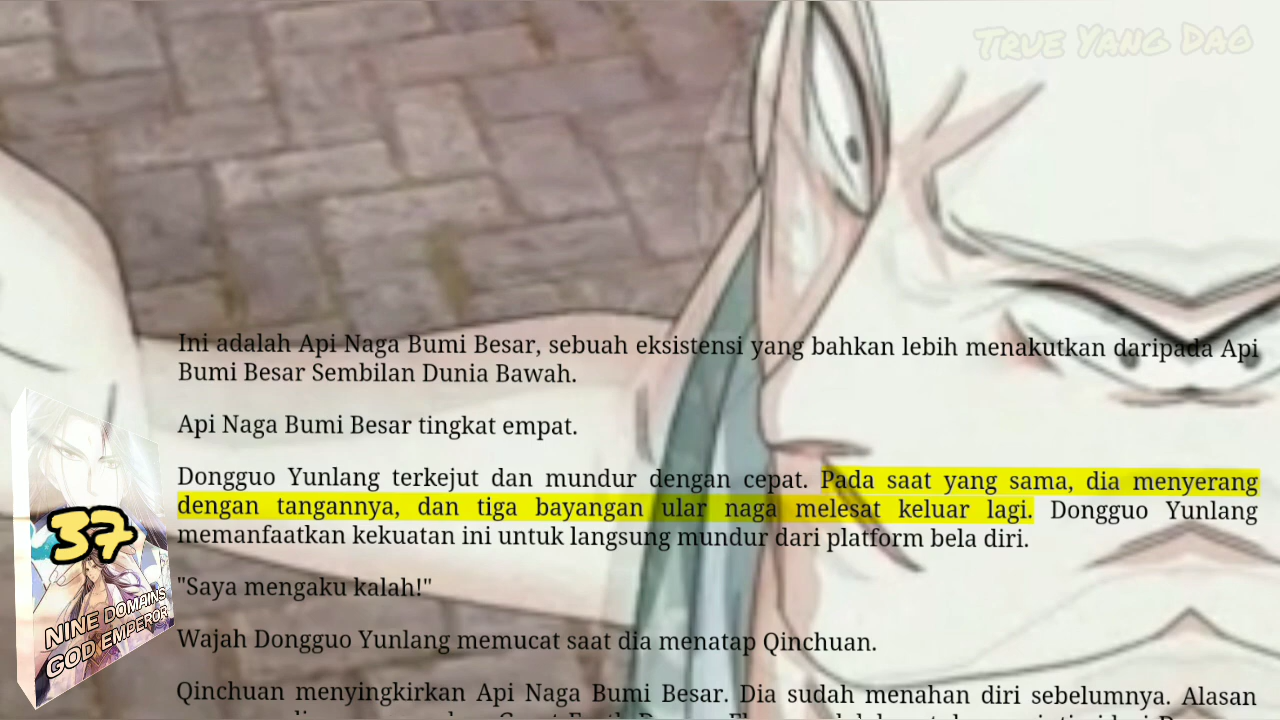 True Yang Dao
Ini adalah Api Naga Bumi Besar, sebuah eksistensi yang bahkan lebih menakutkan daripada Api
Bumi Besar Sembilan Dunia Bawah.
Api Naga Bumi Besar tingkat empat.
Dongguo Yunlang terkejut dan mundur dengan cepat. Pada saat yang sama, dia menyerang
dengan tangannya, dan tiga bayangan ular naga melesat keluar lagi. Dongguo Yunlang
memanfaatkan kekuatan ini untuk langsung mundur dari platform bela diri.
"Saya mengaku kalah!"
Wajah Dongguo Yunlang memucat saat dia menatap Qinchuan.
Qinchuan menyingkirkan Api Naga Bumi Besar. Dia sudah menahan diri sebelumnya. Alasan
37
NINE DOMAINS
GOD EMPEROR